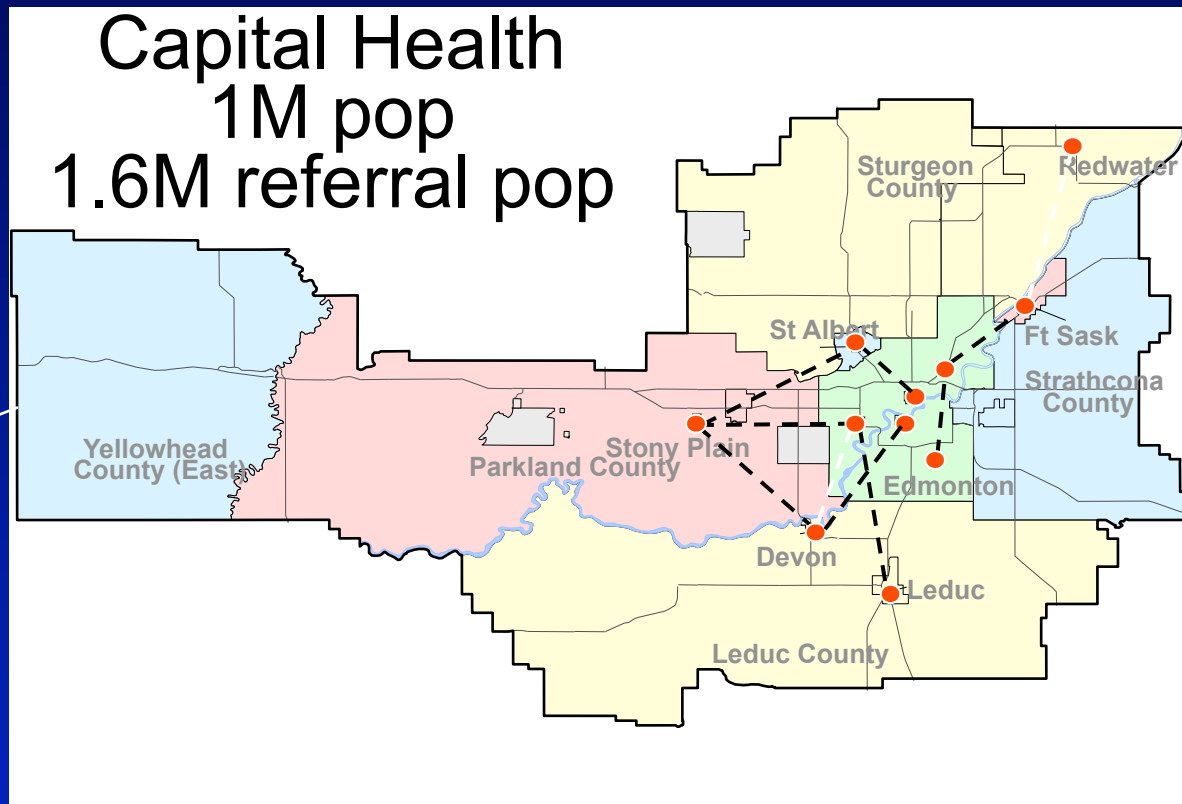 Capital Health
1M pop
1.6M referral pop
Sturgeon
County
Redwater
St Albert
Ft Sask
Strathcona
County
Yellowhead
County (East)
Stony Plain
Parkland County
Edmonton
Devon
Leduc
Leduc County